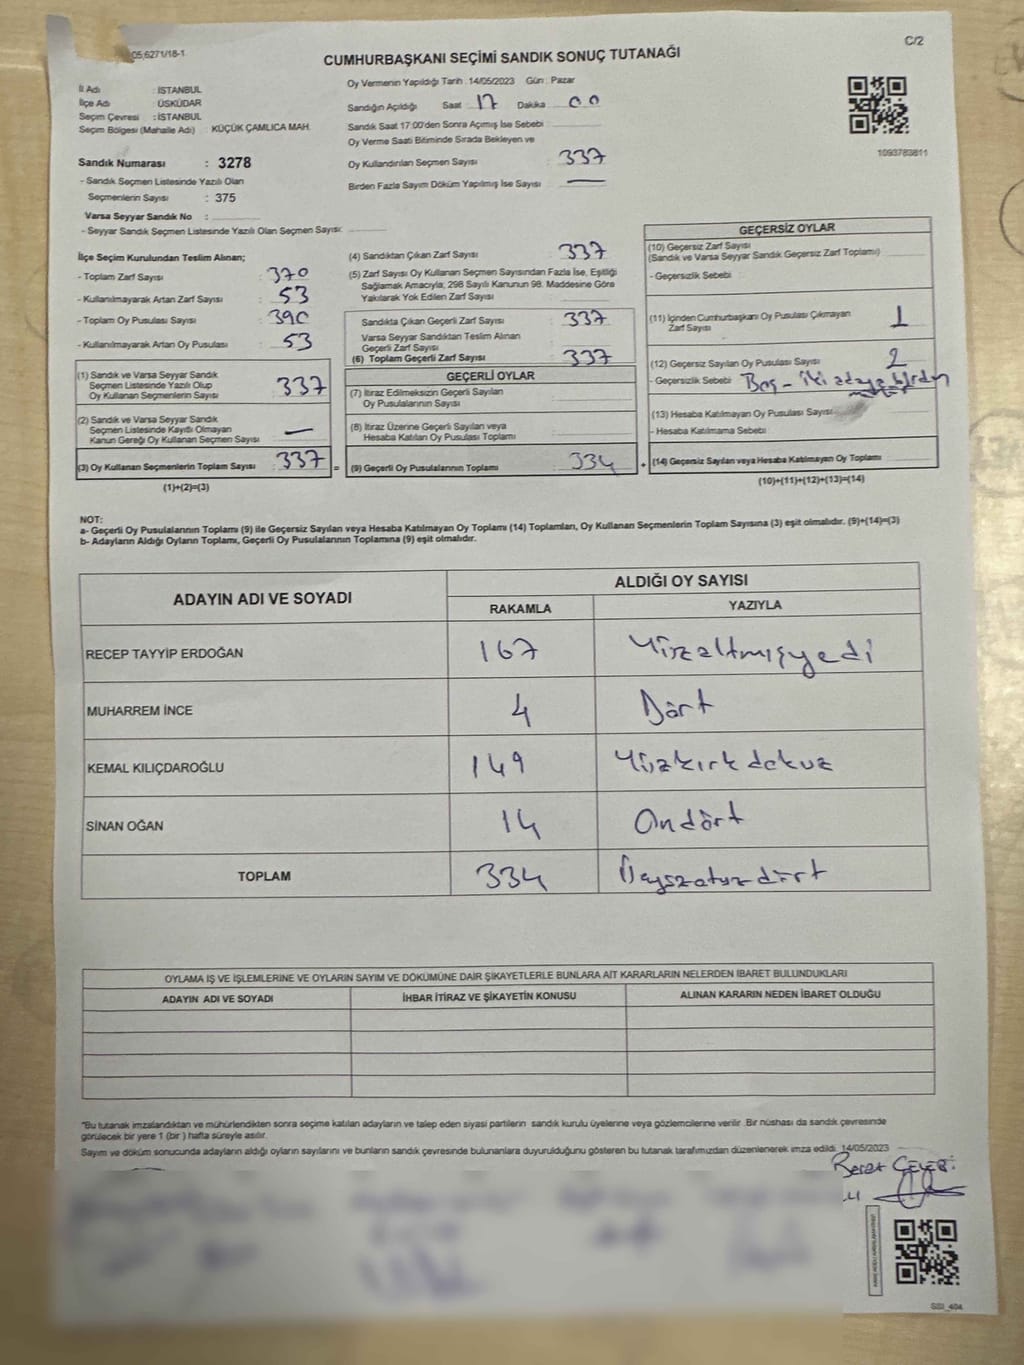 05.6271/18-1
C/2
CUMHURBAŞKANI SEÇİMİ SANDIK SONUÇ TUTANAĞI
İl Adı : İSTANBUL
İlçe Adı : ÜSKÜDAR
Seçim Çevresi : İSTANBUL
Seçim Bölgesi (Mahalle Adı) : KÜÇÜK ÇAMLICA MAH.
Sandık Numarası : 3278
- Sandık Seçmen Listesinde Yazılı Olan
Seçmenlerin Sayısı : 375
Varsa Seyyar Sandık No :
- Seyyar Sandık Seçmen Listesinde Yazılı Olan Seçmen Sayısı:
Oy Vermenin Yapıldığı Tarih : 14/05/2023 Gün : Pazar
Sandığın Açıldığı Saat 17 Dakika 00
Sandık Saat 17:00'den Sonra Açımış İse Sebebi
Oy Verme Saati Bitiminde Sırada Bekleyen ve
Oy Kullandırılan Seçmen Sayısı : 337
Birden Fazla Sayım Döküm Yapılmış İse Sayısı : —
1093783811
İlçe Seçim Kurulundan Teslim Alınan;
- Toplam Zarf Sayısı : 370
- Kullanılmayarak Artan Zarf Sayısı : 53
- Toplam Oy Pusulası Sayısı : 390
- Kullanılmayarak Artan Oy Pusulası : 53
(1) Sandık ve Varsa Seyyar Sandık
Seçmen Listesinde Yazılı Olup
Oy Kullanan Seçmenlerin Sayısı : 337
(2) Sandık ve Varsa Seyyar Sandık
Seçmen Listesinde Kayıtlı Olmayan
Kanun Gereği Oy Kullanan Seçmen Sayısı : —
(3) Oy Kullanan Seçmenlerin Toplam Sayısı : 337
(1)+(2)=(3)
(4) Sandıktan Çıkan Zarf Sayısı : 337
(5) Zarf Sayısı Oy Kullanan Seçmen Sayısından Fazla İse, Eşitliği
Sağlamak Amacıyla; 298 Sayılı Kanunun 98. Maddesine Göre
Yakılarak Yok Edilen Zarf Sayısı
Sandıkta Çıkan Geçerli Zarf Sayısı : 337
Varsa Seyyar Sandıktan Teslim Alınan
Geçerli Zarf Sayısı
(6) Toplam Geçerli Zarf Sayısı : 337
GEÇERLİ OYLAR
(7) İtiraz Edilmeksizin Geçerli Sayılan
Oy Pusulalarının Sayısı
(8) İtiraz Üzerine Geçerli Sayılan veya
Hesaba Katılan Oy Pusulası Toplamı
= (9) Geçerli Oy Pusulalarının Toplamı : 334
GEÇERSİZ OYLAR
(10) Geçersiz Zarf Sayısı
(Sandık ve Varsa Seyyar Sandık Geçersiz Zarf Toplamı)
- Geçersizlik Sebebi
(11) İçinden Cumhurbaşkanı Oy Pusulası Çıkmayan
Zarf Sayısı 1
(12) Geçersiz Sayılan Oy Pusulası Sayısı 2
- Geçersizlik Sebebi Boş - iki adaya birden
(13) Hesaba Katılmayan Oy Pusulası Sayısı
- Hesaba Katılmama Sebebi
+ (14) Geçersiz Sayılan veya Hesaba Katılmayan Oy Toplamı
(10)+(11)+(12)+(13)=(14)
NOT:
a- Geçerli Oy Pusulalarının Toplamı (9) ile Geçersiz Sayılan veya Hesaba Katılmayan Oy Toplamı (14) Toplamları, Oy Kullanan Seçmenlerin Toplam Sayısına (3) eşit olmalıdır. (9)+(14)=(3)
b- Adayların Aldığı Oyların Toplamı, Geçerli Oy Pusulalarının Toplamına (9) eşit olmalıdır.
ADAYIN ADI VE SOYADI
ALDIĞI OY SAYISI
RAKAMLA YAZIYLA
RECEP TAYYİP ERDOĞAN 167 Yüzaltmışyedi
MUHARREM İNCE 4 Dört
KEMAL KILIÇDAROĞLU 149 Yüzkırkdokuz
SİNAN OĞAN 14 Ondört
TOPLAM 334 Üçyüzotuzdört
OYLAMA İŞ VE İŞLEMLERİNE VE OYLARIN SAYIM VE DÖKÜMÜNE DAİR ŞİKAYETLERLE BUNLARA AİT KARARLARIN NELERDEN İBARET BULUNDUKLARI
ADAYIN ADI VE SOYADI İHBAR İTİRAZ VE ŞİKAYETİN KONUSU ALINAN KARARIN NEDEN İBARET OLDUĞU
"Bu tutanak imzalandıktan ve mühürlendikten sonra seçime katılan adayların ve talep eden siyasi partilerin sandık kurulu üyelerine veya gözlemcilerine verilir. Bir nüshası da sandık çevresinde
görülecek bir yere 1 (bir) hafta süreyle asılır.
Sayım ve döküm sonucunda adayların aldığı oyların sayılarını ve bunların sandık çevresinde bulunanlara duyurulduğunu gösteren bu tutanak tarafımızdan düzenlenerek imza edildi. 14/05/2023
SSI_404